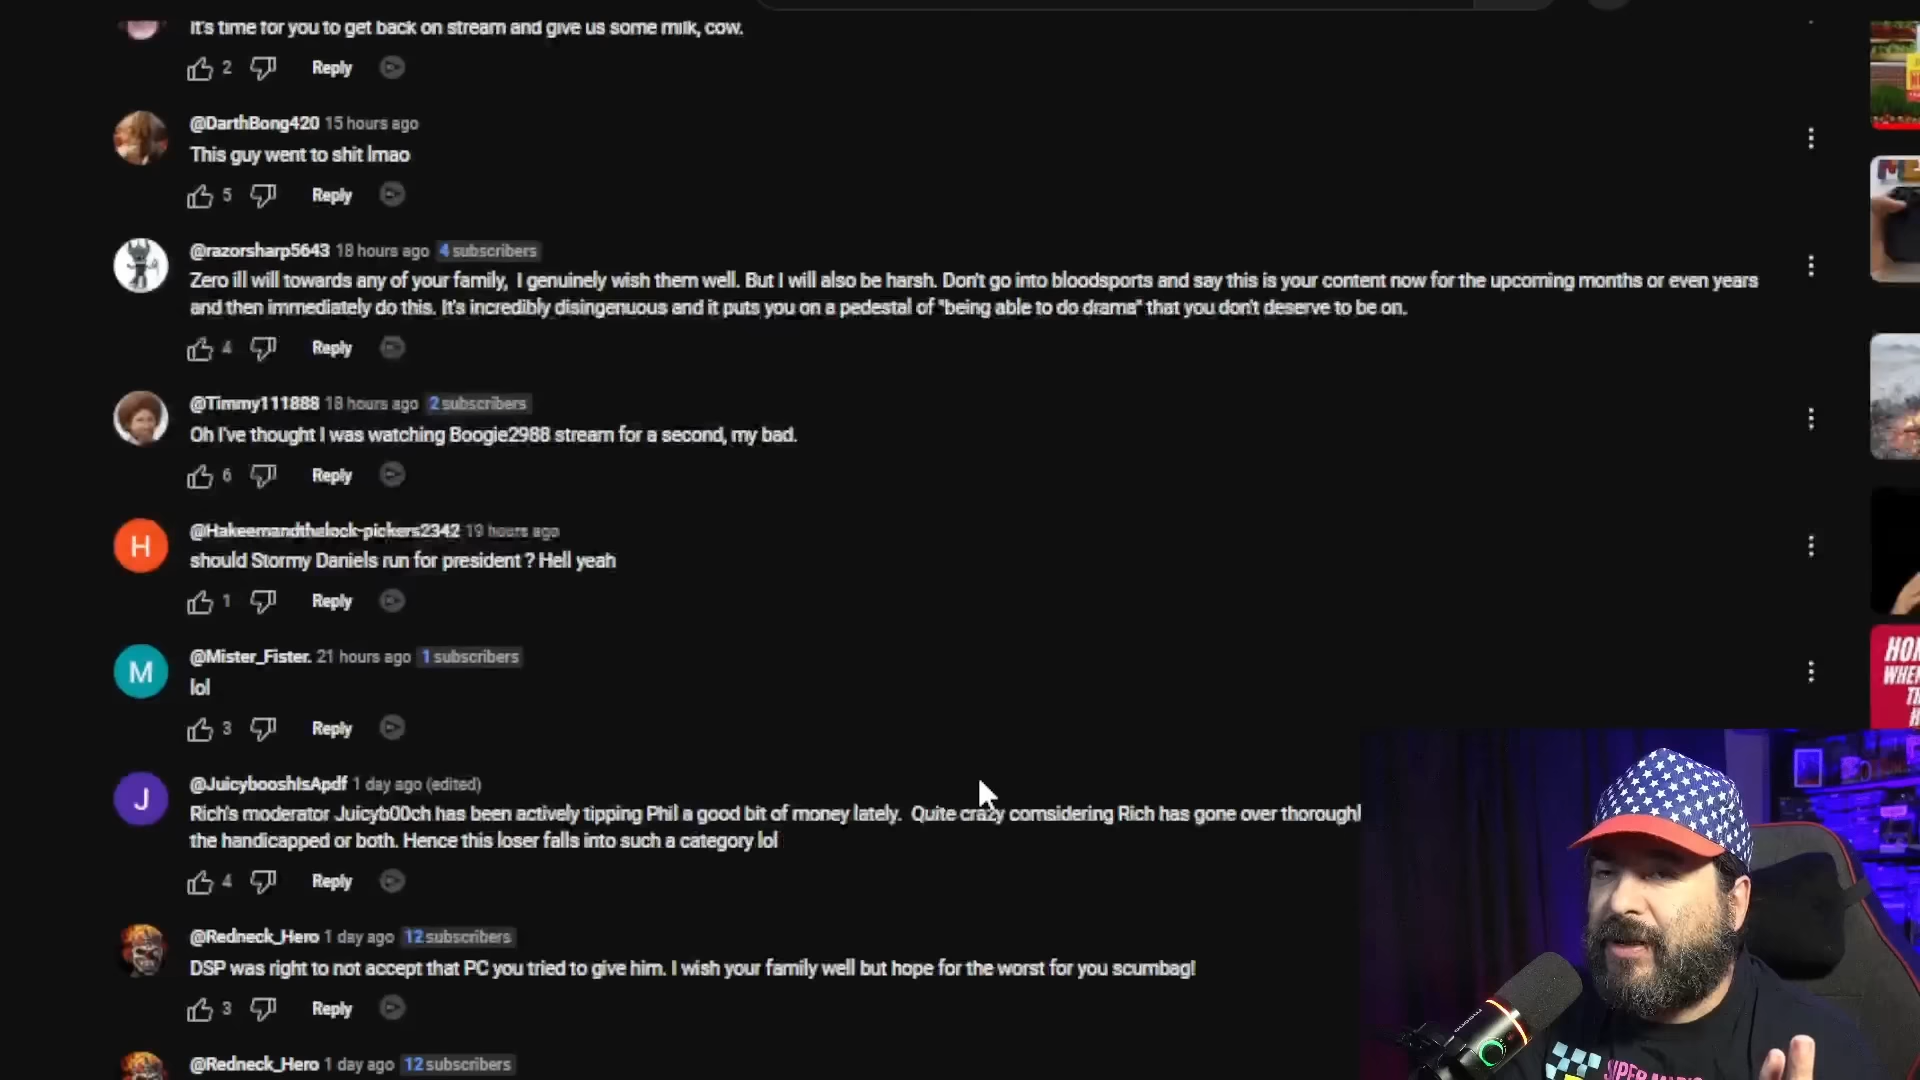 It's time for you to get back on stream and give us some milk, cow.
2 Reply
@DarthBong420 15 hours ago
This guy went to shit lmao
5 Reply
@razorsharp5643 18 hours ago 4 subscribers
Zero ill will towards any of your family, I genuinely wish them well. But I will also be harsh. Don't go into bloodsports and say this is your content now for the upcoming months or even years
and then immediately do this. It's incredibly disingenuous and it puts you on a pedestal of "being able to do drama" that you don't deserve to be on.
4 Reply
@Timmy111888 18 hours ago 2 subscribers
Oh I've thought I was watching Boogie2988 stream for a second, my bad.
6 Reply
@Hakeemandthelock-pickers2342 19 hours ago
should Stormy Daniels run for president ? Hell yeah
1 Reply
H
@Mister_Fister. 21 hours ago 1 subscribers
lol
3 Reply
M
@JuicybooshIsApdf 1 day ago (edited)
Rich's moderator Juicyb00ch has been actively tipping Phil a good bit of money lately. Quite crazy comsidering Rich has gone over thoroughl
the handicapped or both. Hence this loser falls into such a category lol
4 Reply
J
@Redneck_Hero 1 day ago 12 subscribers
DSP was right to not accept that PC you tried to give him. I wish your family well but hope for the worst for you scumbag!
3 Reply
@Redneck_Hero 1 day ago 12 subscribers
HO
WHE
TH
H
SUPER